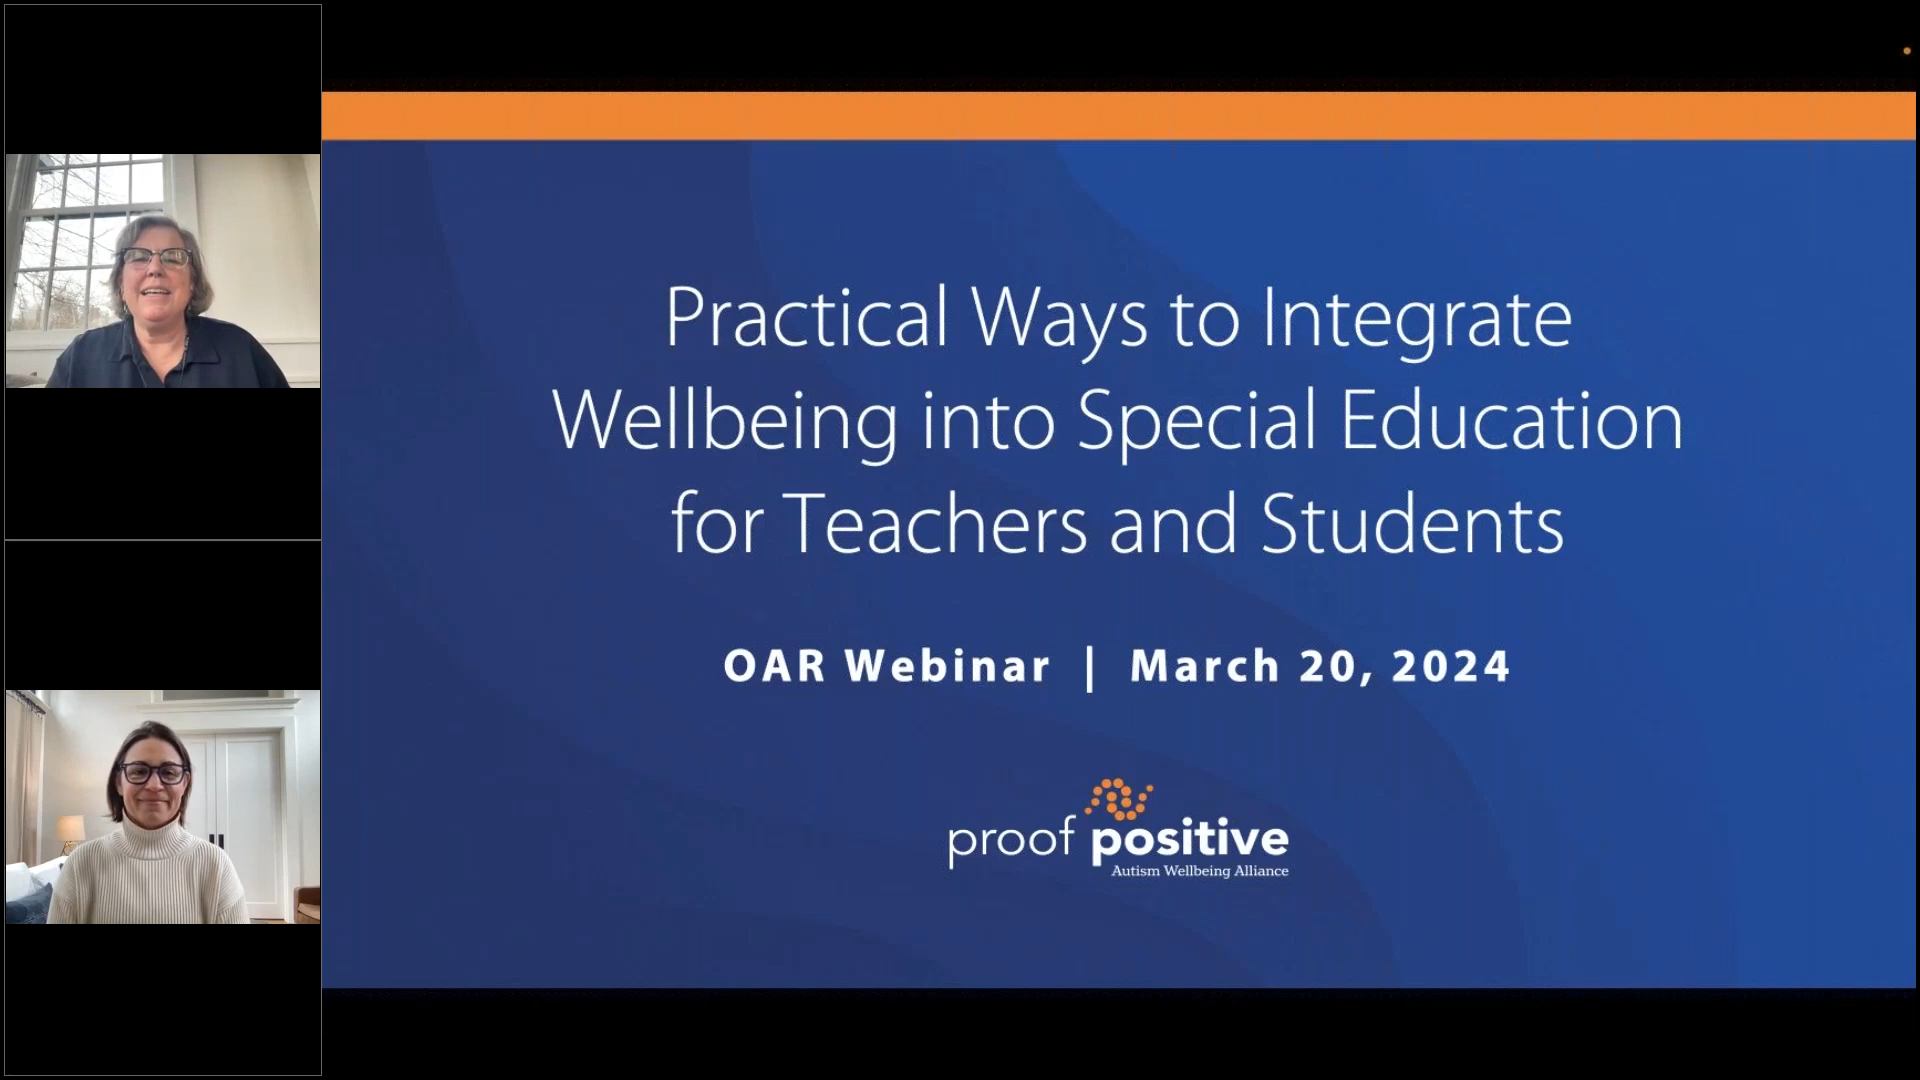 Practical Ways to Integrate
Wellbeing into Special Education
for Teachers and Students
OAR Webinar | March 20, 2024
proof positive
Autism Wellbeing Alliance